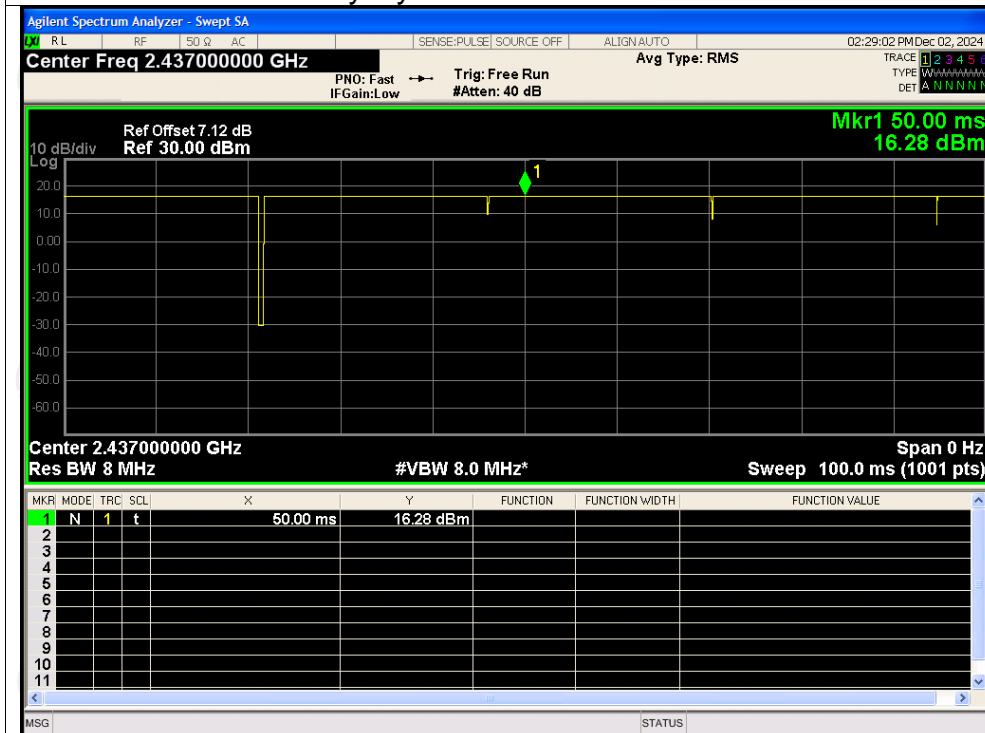 Agilent Spectrum Analyzer - Swept SA
LXI RL RF 50 Ω AC SENSE:PULSE SOURCE OFF ALIGN AUTO 02:29:02 PM Dec 02, 2024
Center Freq 2.437000000 GHz
PNO: Fast
IFGain:Low
Trig: Free Run
#Atten: 40 dB
Avg Type: RMS
TRACE 1 2 3 4 5 6
TYPE WWWWWW
DET A N N N N N
Mkr1 50.00 ms
16.28 dBm
Ref Offset 7.12 dB
10 dB/div Ref 30.00 dBm
Log
1
20.0
10.0
0.00
-10.0
-20.0
-30.0
-40.0
-50.0
-60.0
Center 2.437000000 GHz Span 0 Hz
Res BW 8 MHz #VBW 8.0 MHz* Sweep 100.0 ms (1001 pts)
MKR MODE TRC SCL X Y FUNCTION FUNCTION WIDTH FUNCTION VALUE
1 N 1 t 50.00 ms 16.28 dBm
2
3
4
5
6
7
8
9
10
11
MSG STATUS